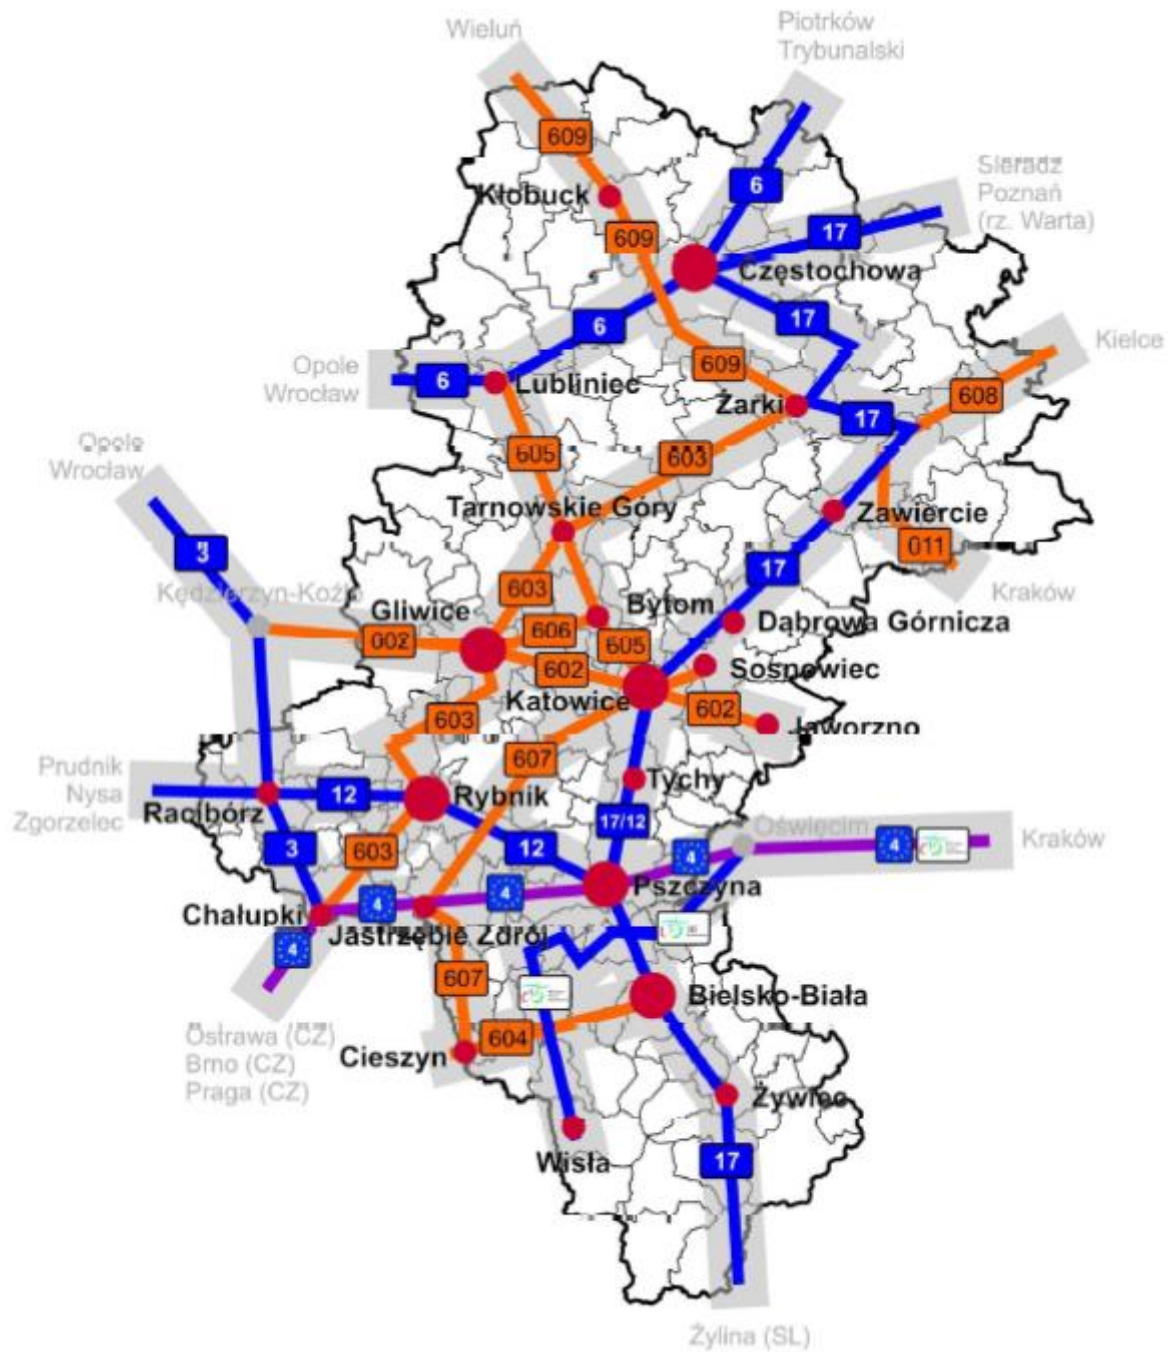 Wieluń
Piotrków
Trybunalski
609
6
Sieradz
Poznań
(rz. Warta)
Kłobuck
609
17
Częstochowa
6
17
Kielce
609
Opole
Wrocław
6
Lubliniec
Żarki
17
608
Opole
Wrocław
605
603
Tarnowskie Góry
Zawiercie
3
011
17
Kraków
Kędzierzyn-Koźle
603
Gliwice
Bytom
Dąbrowa Górnicza
002
606
605
602
Sosnowiec
Katowice
602
Jaworzno
603
607
Prudnik
Nysa
Zgorzelec
Tychy
12
Rybnik
Racibórz
17/12
Oświęcim
Kraków
3
603
12
4
4
4
4
Pszczyna
Chałupki
Jastrzębie Zdrój
4
607
Bielsko-Biała
Ostrawa (CZ)
Brno (CZ)
Praga (CZ)
604
Cieszyn
Żywiec
Wisła
17
Żylina (SL)